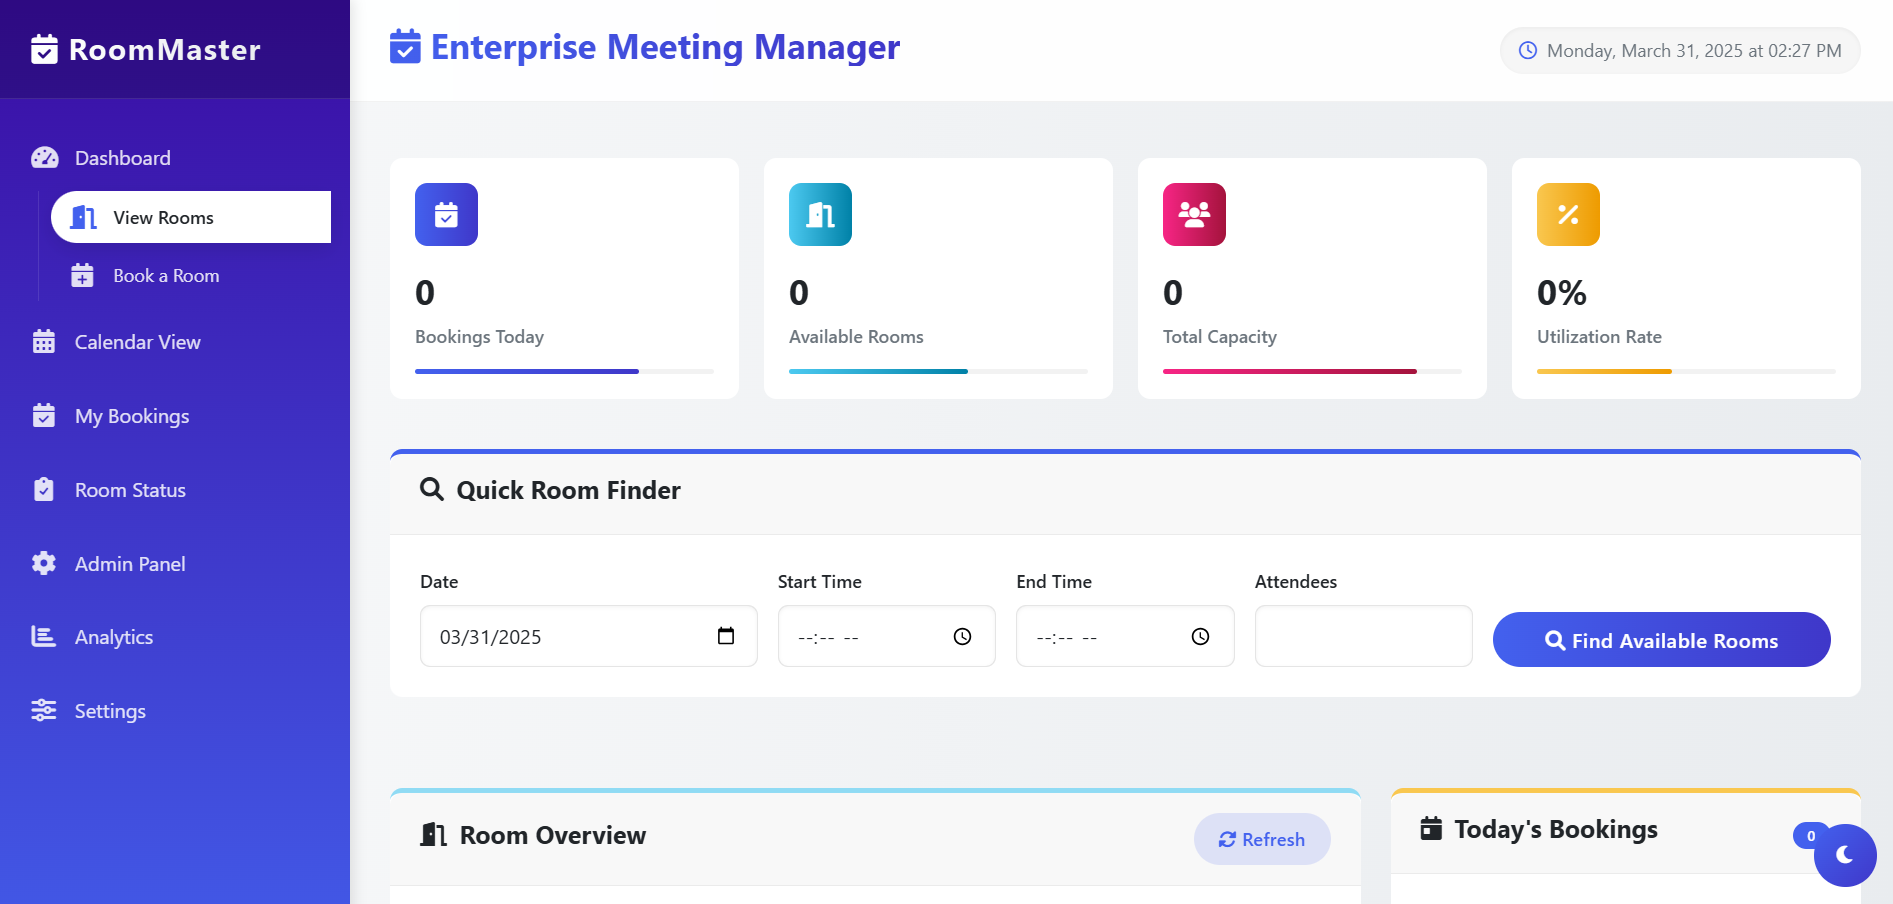 RoomMaster
Dashboard
View Rooms
Book a Room
Calendar View
My Bookings
Room Status
Admin Panel
Analytics
Settings
Enterprise Meeting Manager
Monday, March 31, 2025 at 02:27 PM
0
Bookings Today
0
Available Rooms
0
Total Capacity
0%
Utilization Rate
Quick Room Finder
Date
03/31/2025
Start Time
--:-- --
End Time
--:-- --
Attendees
Find Available Rooms
Room Overview
Refresh
Today's Bookings
0